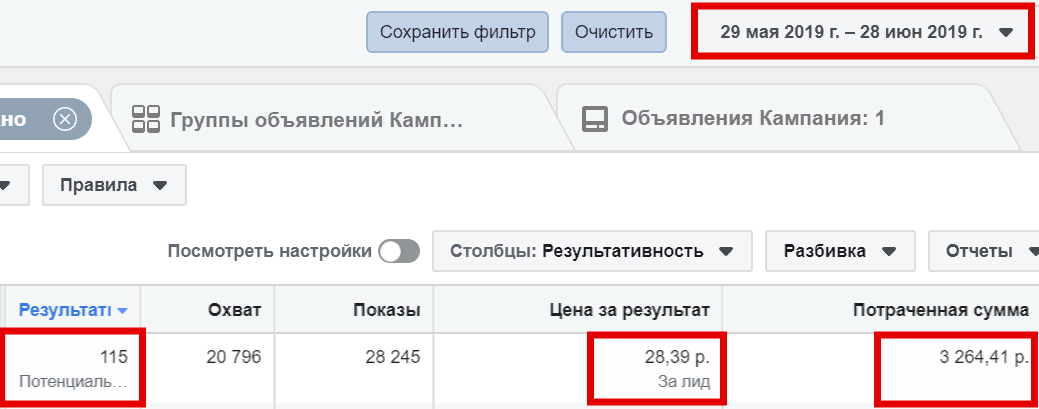 Сохранить фильтр Очистить 29 мая 2019 г. – 28 июн 2019 г.
но Группы объявлений Камп… Объявления Кампания: 1
Правила
Посмотреть настройки Столбцы: Результативность Разбивка Отчеты
Результаты Охват Показы Цена за результат Потраченная сумма
115 20 796 28 245 28,39 р. 3 264,41 р.
Потенциаль… За лид